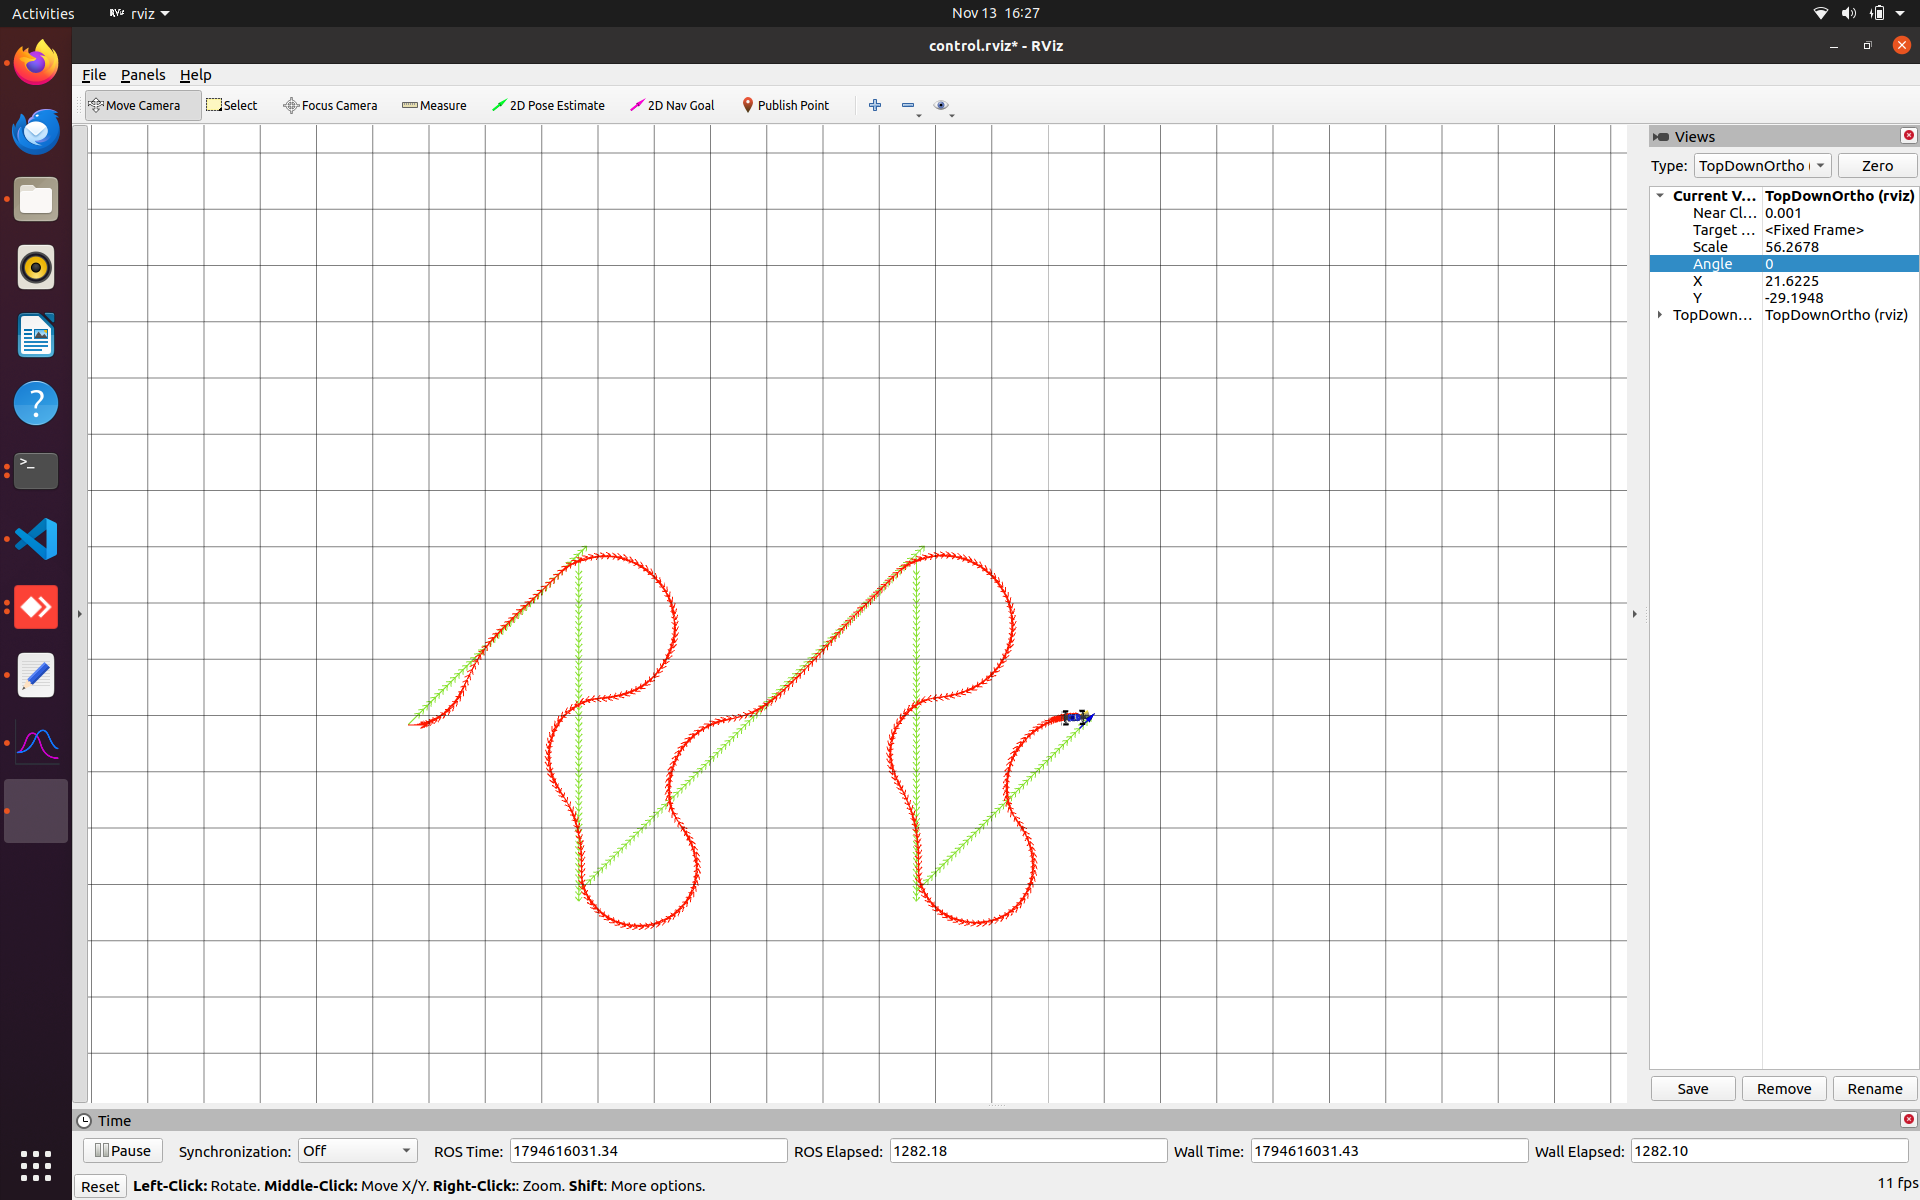 Activities rviz Nov 13 16:27
control.rviz* - RViz
File Panels Help
Move Camera Select Focus Camera Measure 2D Pose Estimate 2D Nav Goal Publish Point
Views
Type: TopDownOrtho ( Zero
Current V... TopDownOrtho (rviz)
Near Cl... 0.001
Target ... <Fixed Frame>
Scale 56.2678
Angle 0
X 21.6225
Y -29.1948
TopDown... TopDownOrtho (rviz)
Save Remove Rename
Time
Pause Synchronization: Off ROS Time: 1794616031.34 ROS Elapsed: 1282.18 Wall Time: 1794616031.43 Wall Elapsed: 1282.10
Reset Left-Click: Rotate. Middle-Click: Move X/Y. Right-Click:: Zoom. Shift: More options. 11 fps